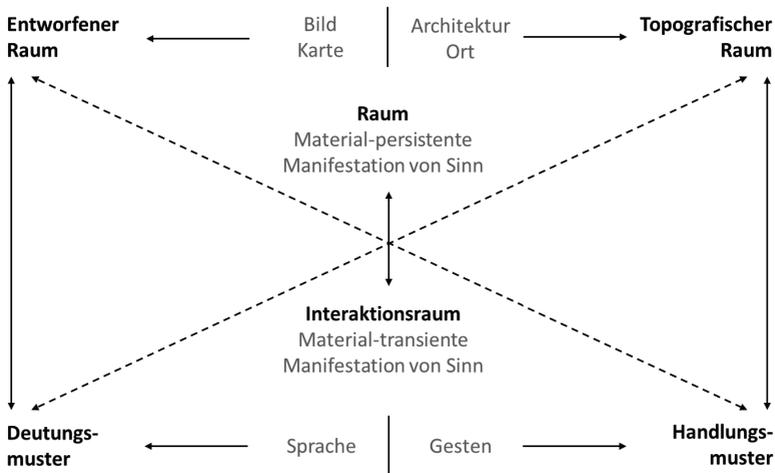 Entworfener
Raum
Bild
Karte
Architektur
Ort
Topografischer
Raum
Raum
Material-persistente
Manifestation von Sinn
Interaktionsraum
Material-transiente
Manifestation von Sinn
Deutungs-
muster
Sprache
Gesten
Handlungs-
muster